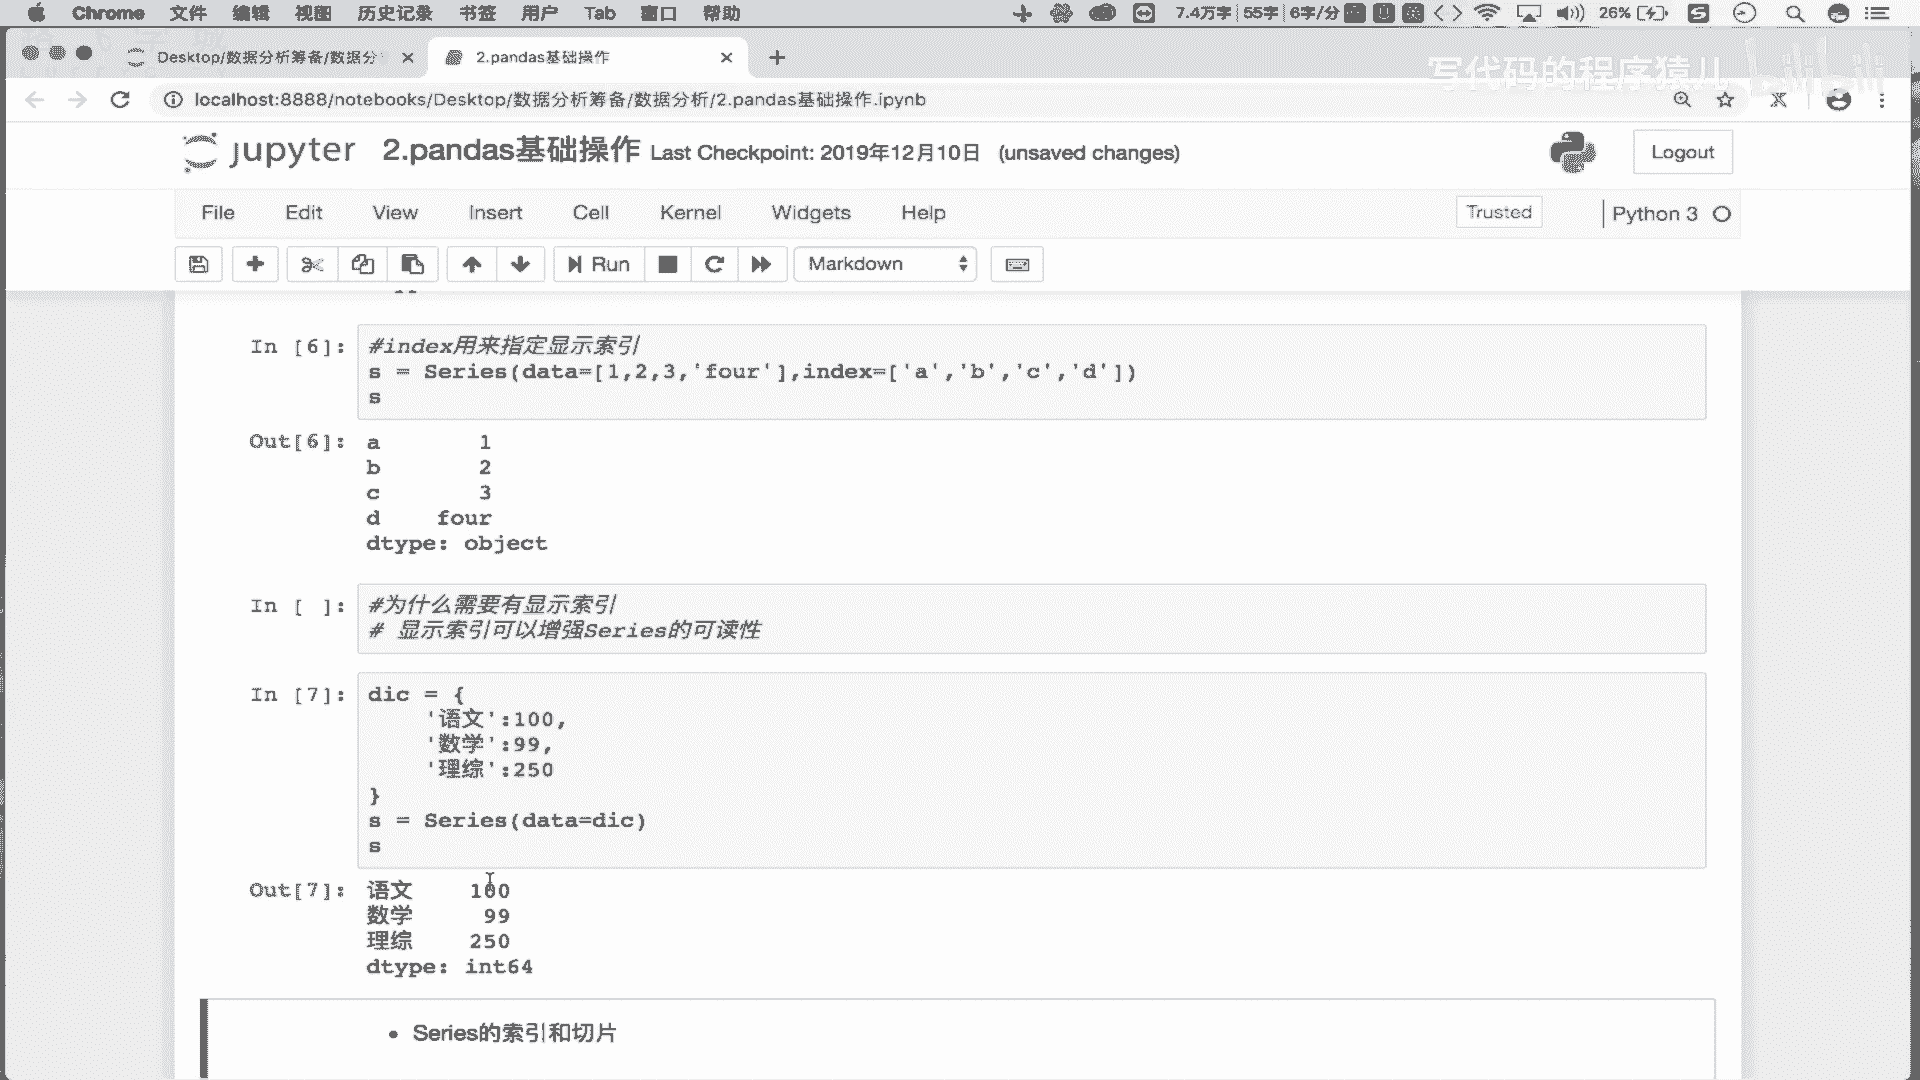 Chrome 文件 编辑 视图 历史记录 书签 用户 Tab 窗口 帮助 7.4万字 55字 6字/分 26%
Desktop/数据分析筹备/数据分 2.pandas基础操作
写代码的程序猿儿 bilibili
localhost:8888/notebooks/Desktop/数据分析筹备/数据分析/2.pandas基础操作.ipynb
jupyter 2.pandas基础操作 Last Checkpoint: 2019年12月10日 (unsaved changes) Logout
File Edit View Insert Cell Kernel Widgets Help Trusted Python 3
Run Markdown
In [6]: #index用来指定显示索引
s = Series(data=[1,2,3,'four'],index=['a','b','c','d'])
s
Out[6]: a 1
b 2
c 3
d four
dtype: object
In [ ]: #为什么需要有显示索引
# 显示索引可以增强Series的可读性
In [7]: dic = {
'语文':100,
'数学':99,
'理综':250
}
s = Series(data=dic)
s
Out[7]: 语文 100
数学 99
理综 250
dtype: int64
• Series的索引和切片